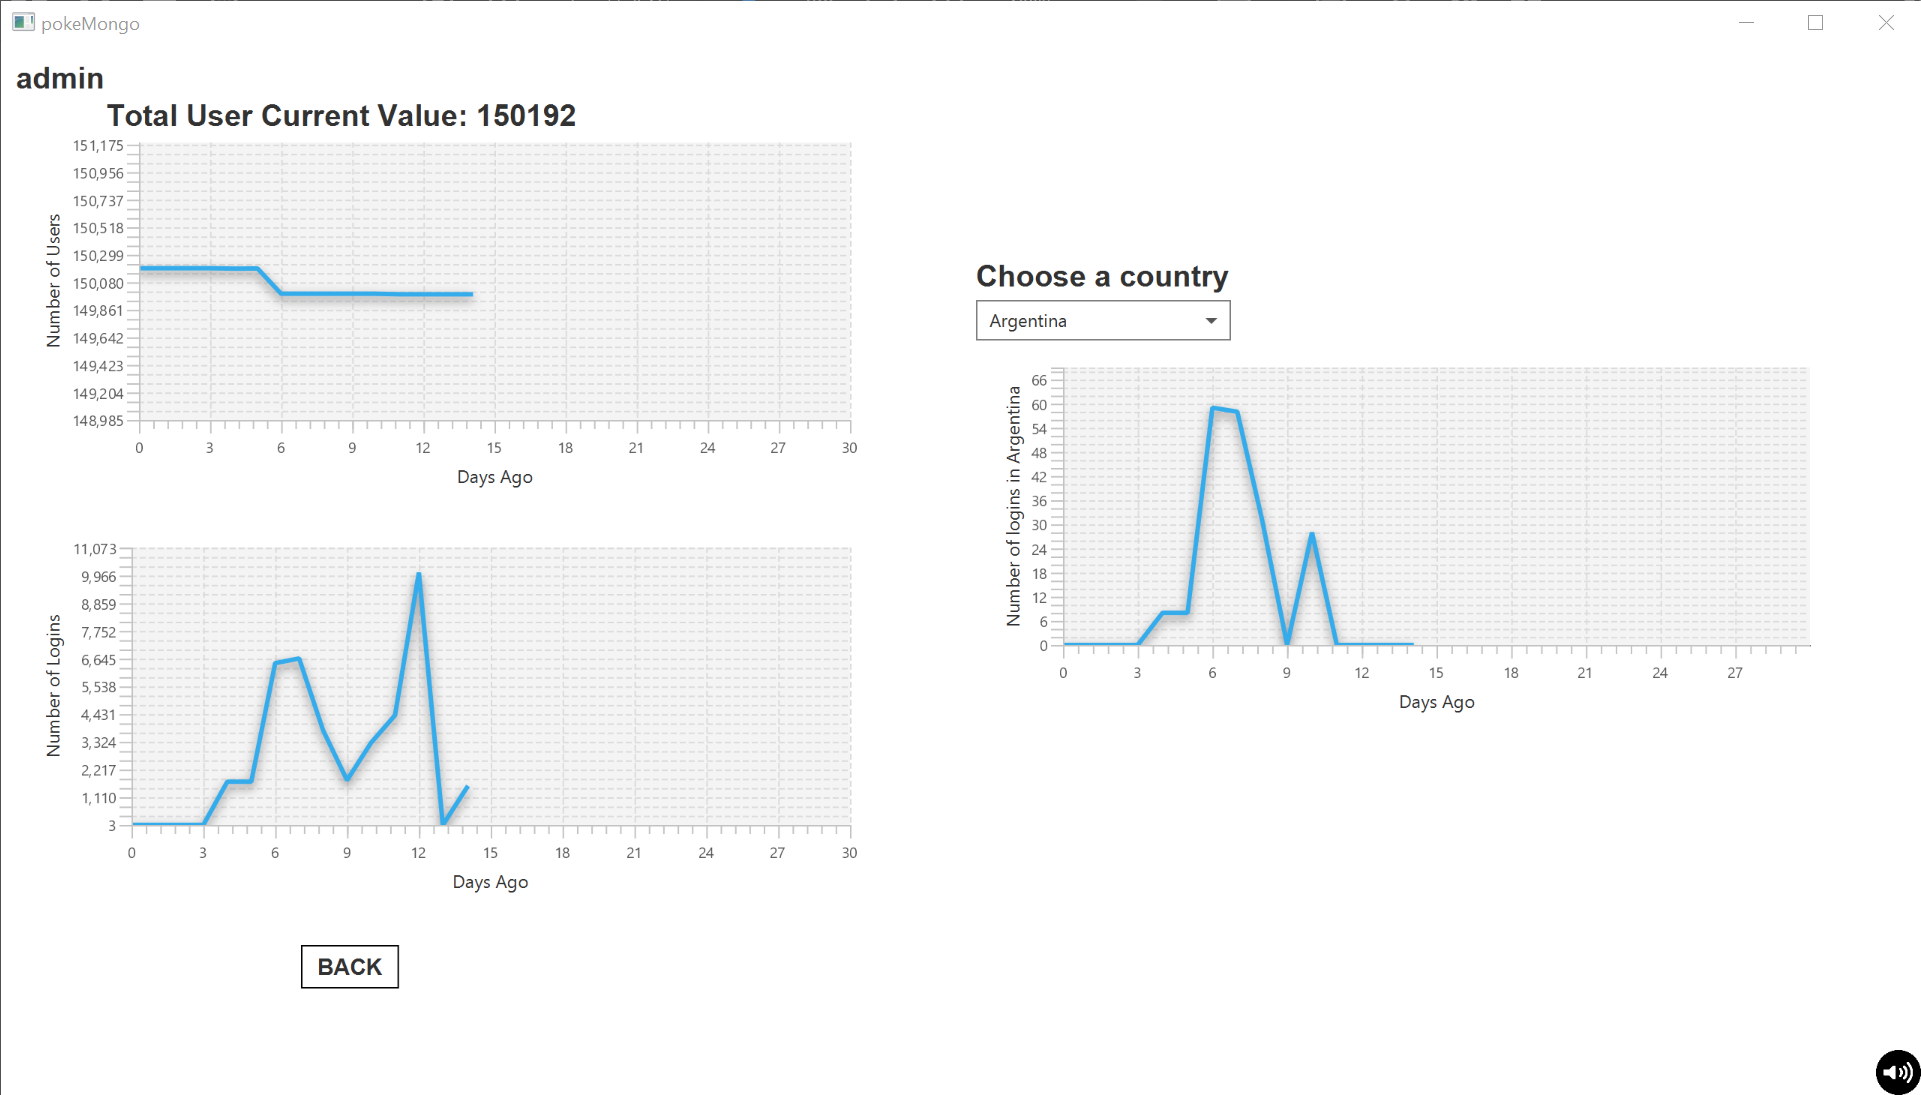 pokeMongo
admin
Total User Current Value: 150192
Number of Users
151,175
150,956
150,737
150,518
150,299
150,080
149,861
149,642
149,423
149,204
148,985
0 3 6 9 12 15 18 21 24 27 30
Days Ago
Number of Logins
11,073
9,966
8,859
7,752
6,645
5,538
4,431
3,324
2,217
1,110
3
0 3 6 9 12 15 18 21 24 27 30
Days Ago
BACK
Choose a country
Argentina
Number of logins in Argentina
66
60
54
48
42
36
30
24
18
12
6
0
0 3 6 9 12 15 18 21 24 27
Days Ago